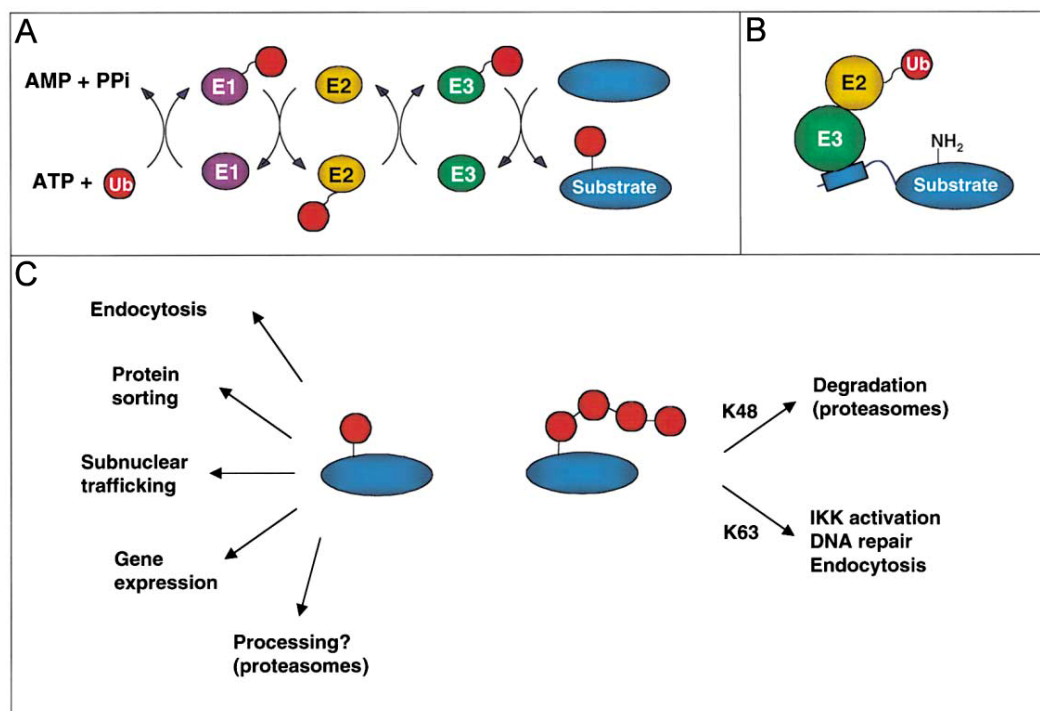 A
AMP + PPi
E1
E2
E3
ATP +
Ub
E1
E2
E3
Substrate
B
E2
Ub
E3
NH2
Substrate
C
Endocytosis
Protein
sorting
Subnuclear
trafficking
Gene
expression
Processing?
(proteasomes)
K48
Degradation
(proteasomes)
K63
IKK activation
DNA repair
Endocytosis